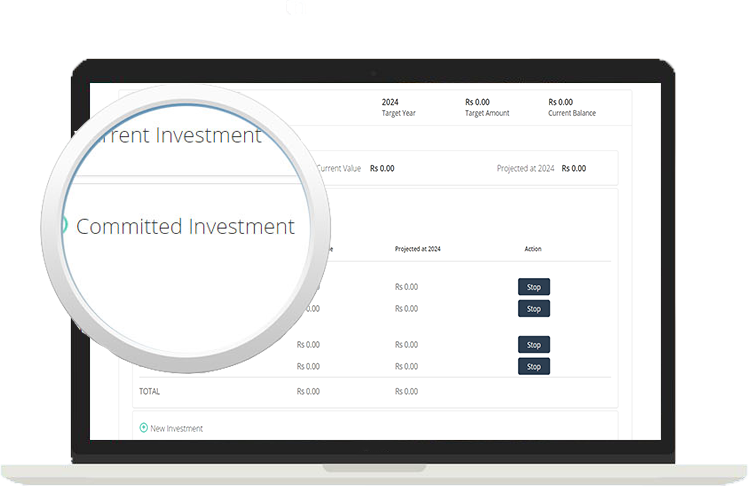 2024 Rs 0.00 Rs 0.00
Target Year Target Amount Current Balance
rrent Investment
Current Value Rs 0.00 Projected at 2024 Rs 0.00
Committed Investment
Projected at 2024 Action
Rs 0.00 Stop
0.00 Rs 0.00 Stop
Rs 0.00 Rs 0.00 Stop
Rs 0.00 Rs 0.00 Stop
TOTAL Rs 0.00 Rs 0.00
New Investment